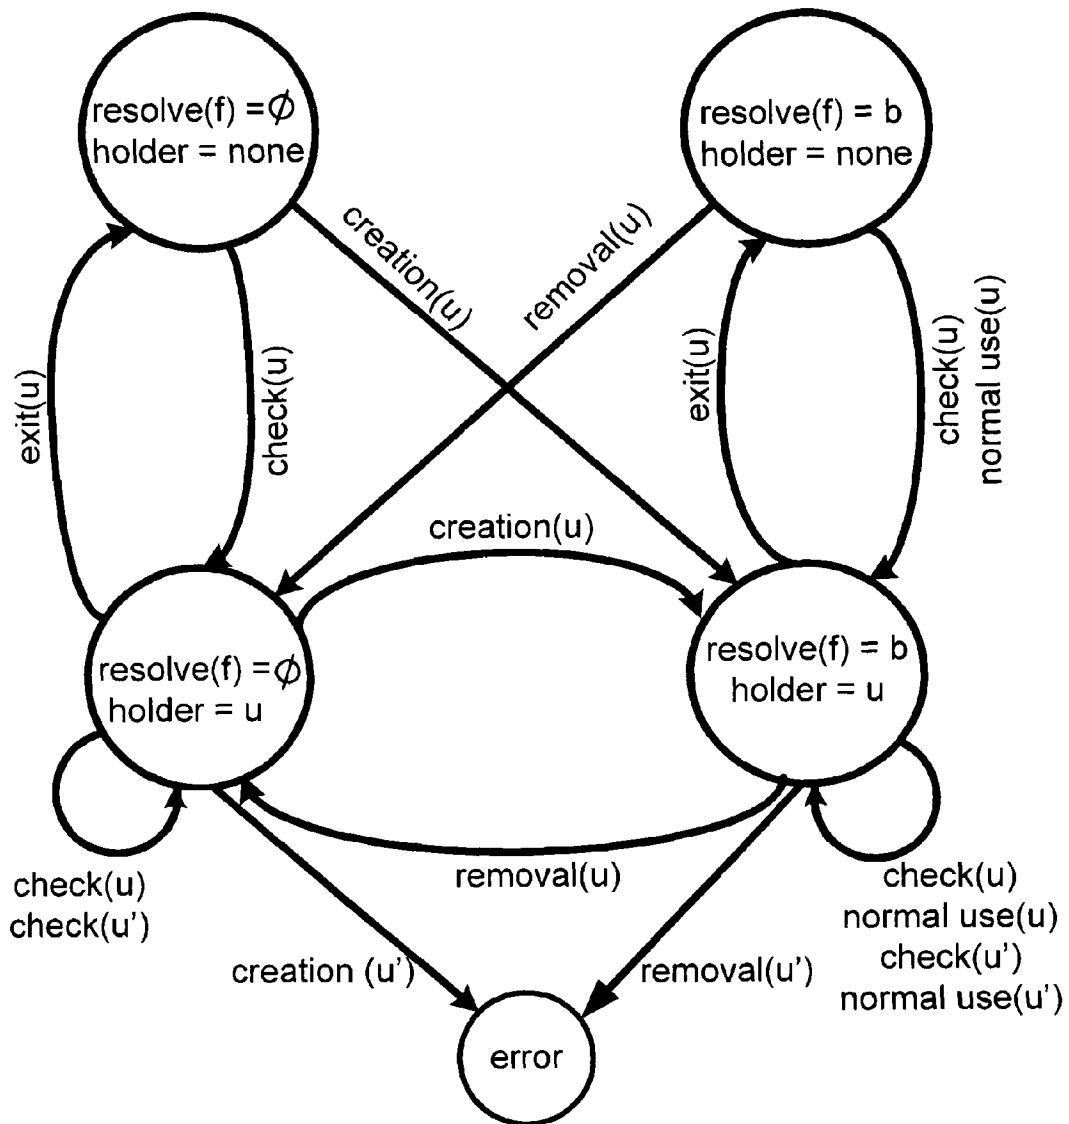 resolve(f) =ϕ
holder = none
resolve(f) = b
holder = none
creation(u)
removal(u)
exit(u)
check(u)
exit(u)
check(u)
normal use(u)
creation(u)
resolve(f) =ϕ
holder = u
resolve(f) = b
holder = u
check(u)
check(u')
removal(u)
check(u)
normal use(u)
check(u')
normal use(u')
creation (u')
removal(u')
error